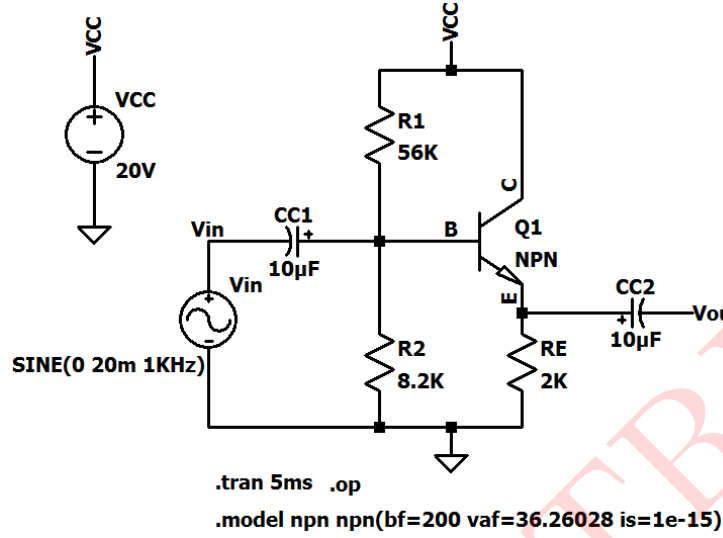 VCC
VCC
20V
VCC
R1
56K
C
B
Q1
NPN
E
Vin
CC1
+
10µF
Vin
SINE(0 20m 1KHz)
R2
8.2K
RE
2K
CC2
+
10µF
Vou
.tran 5ms .op
.model npn npn(bf=200 vaf=36.26028 is=1e-15)